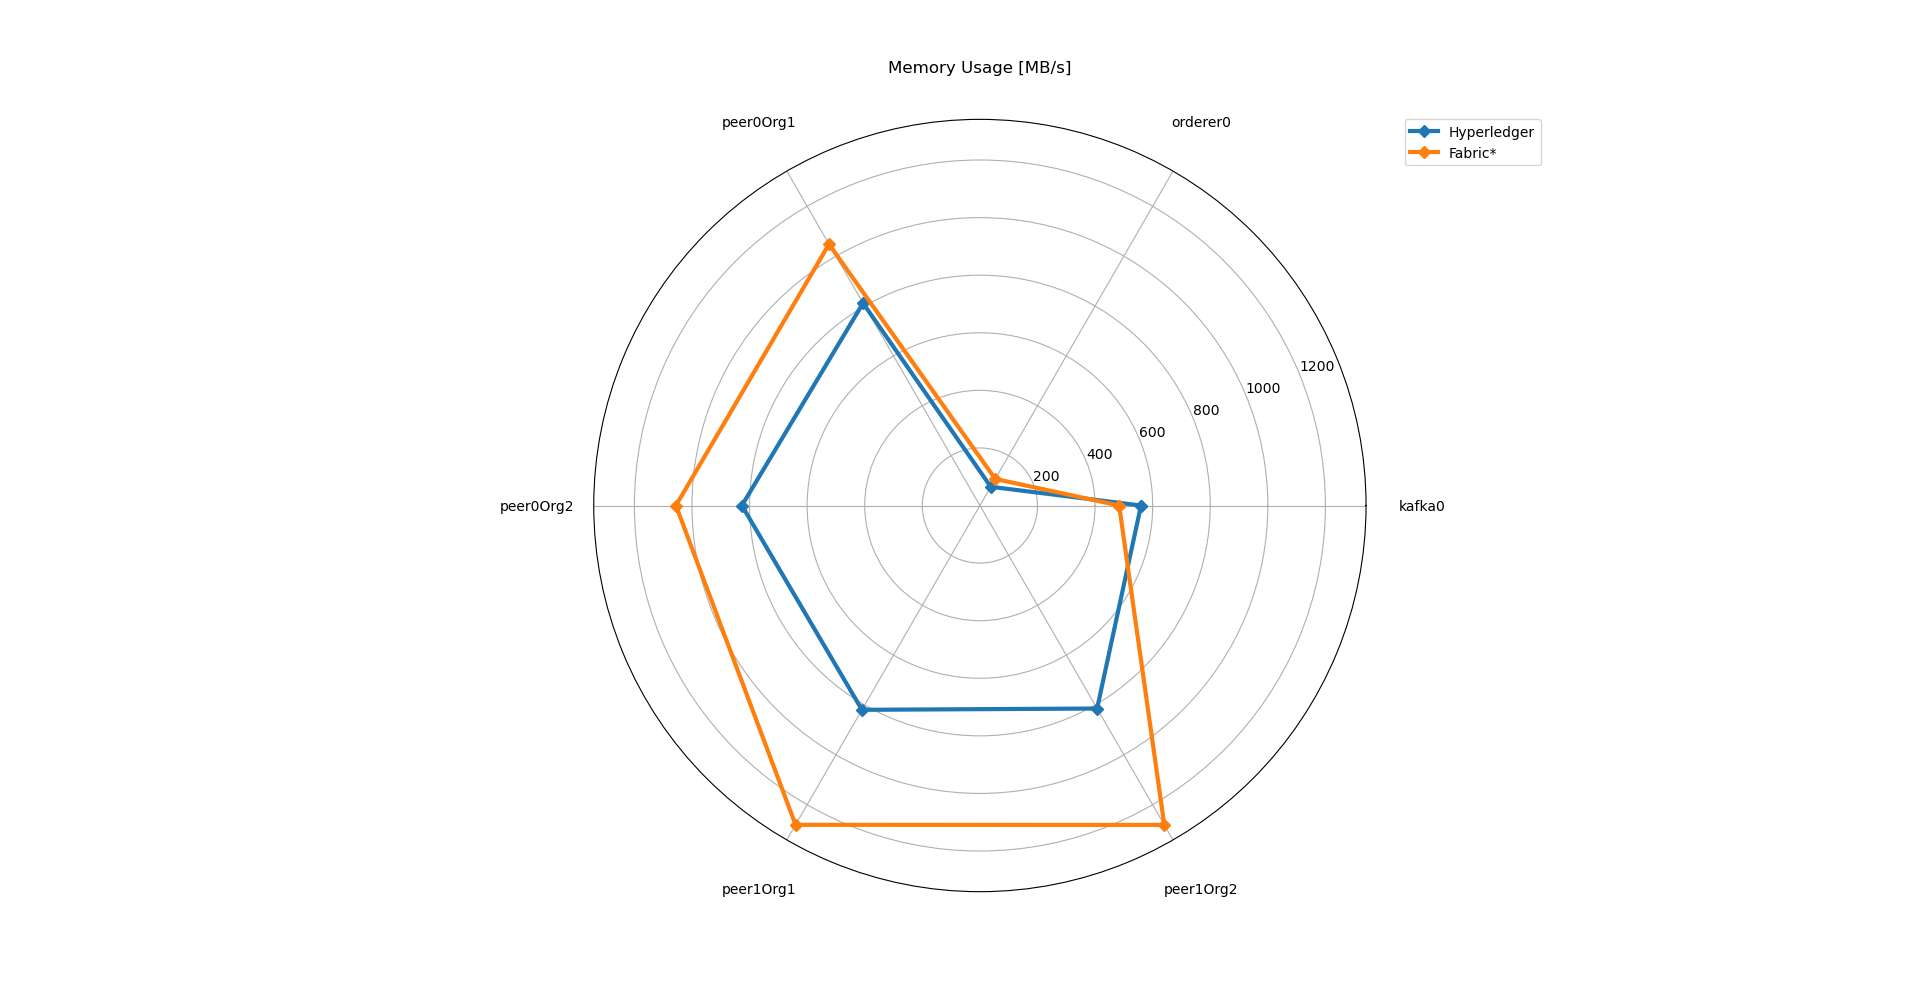 Memory Usage [MB/s]
peer0Org1
orderer0
Hyperledger
Fabric*
1200
1000
800
600
400
200
peer0Org2
kafka0
peer1Org1
peer1Org2